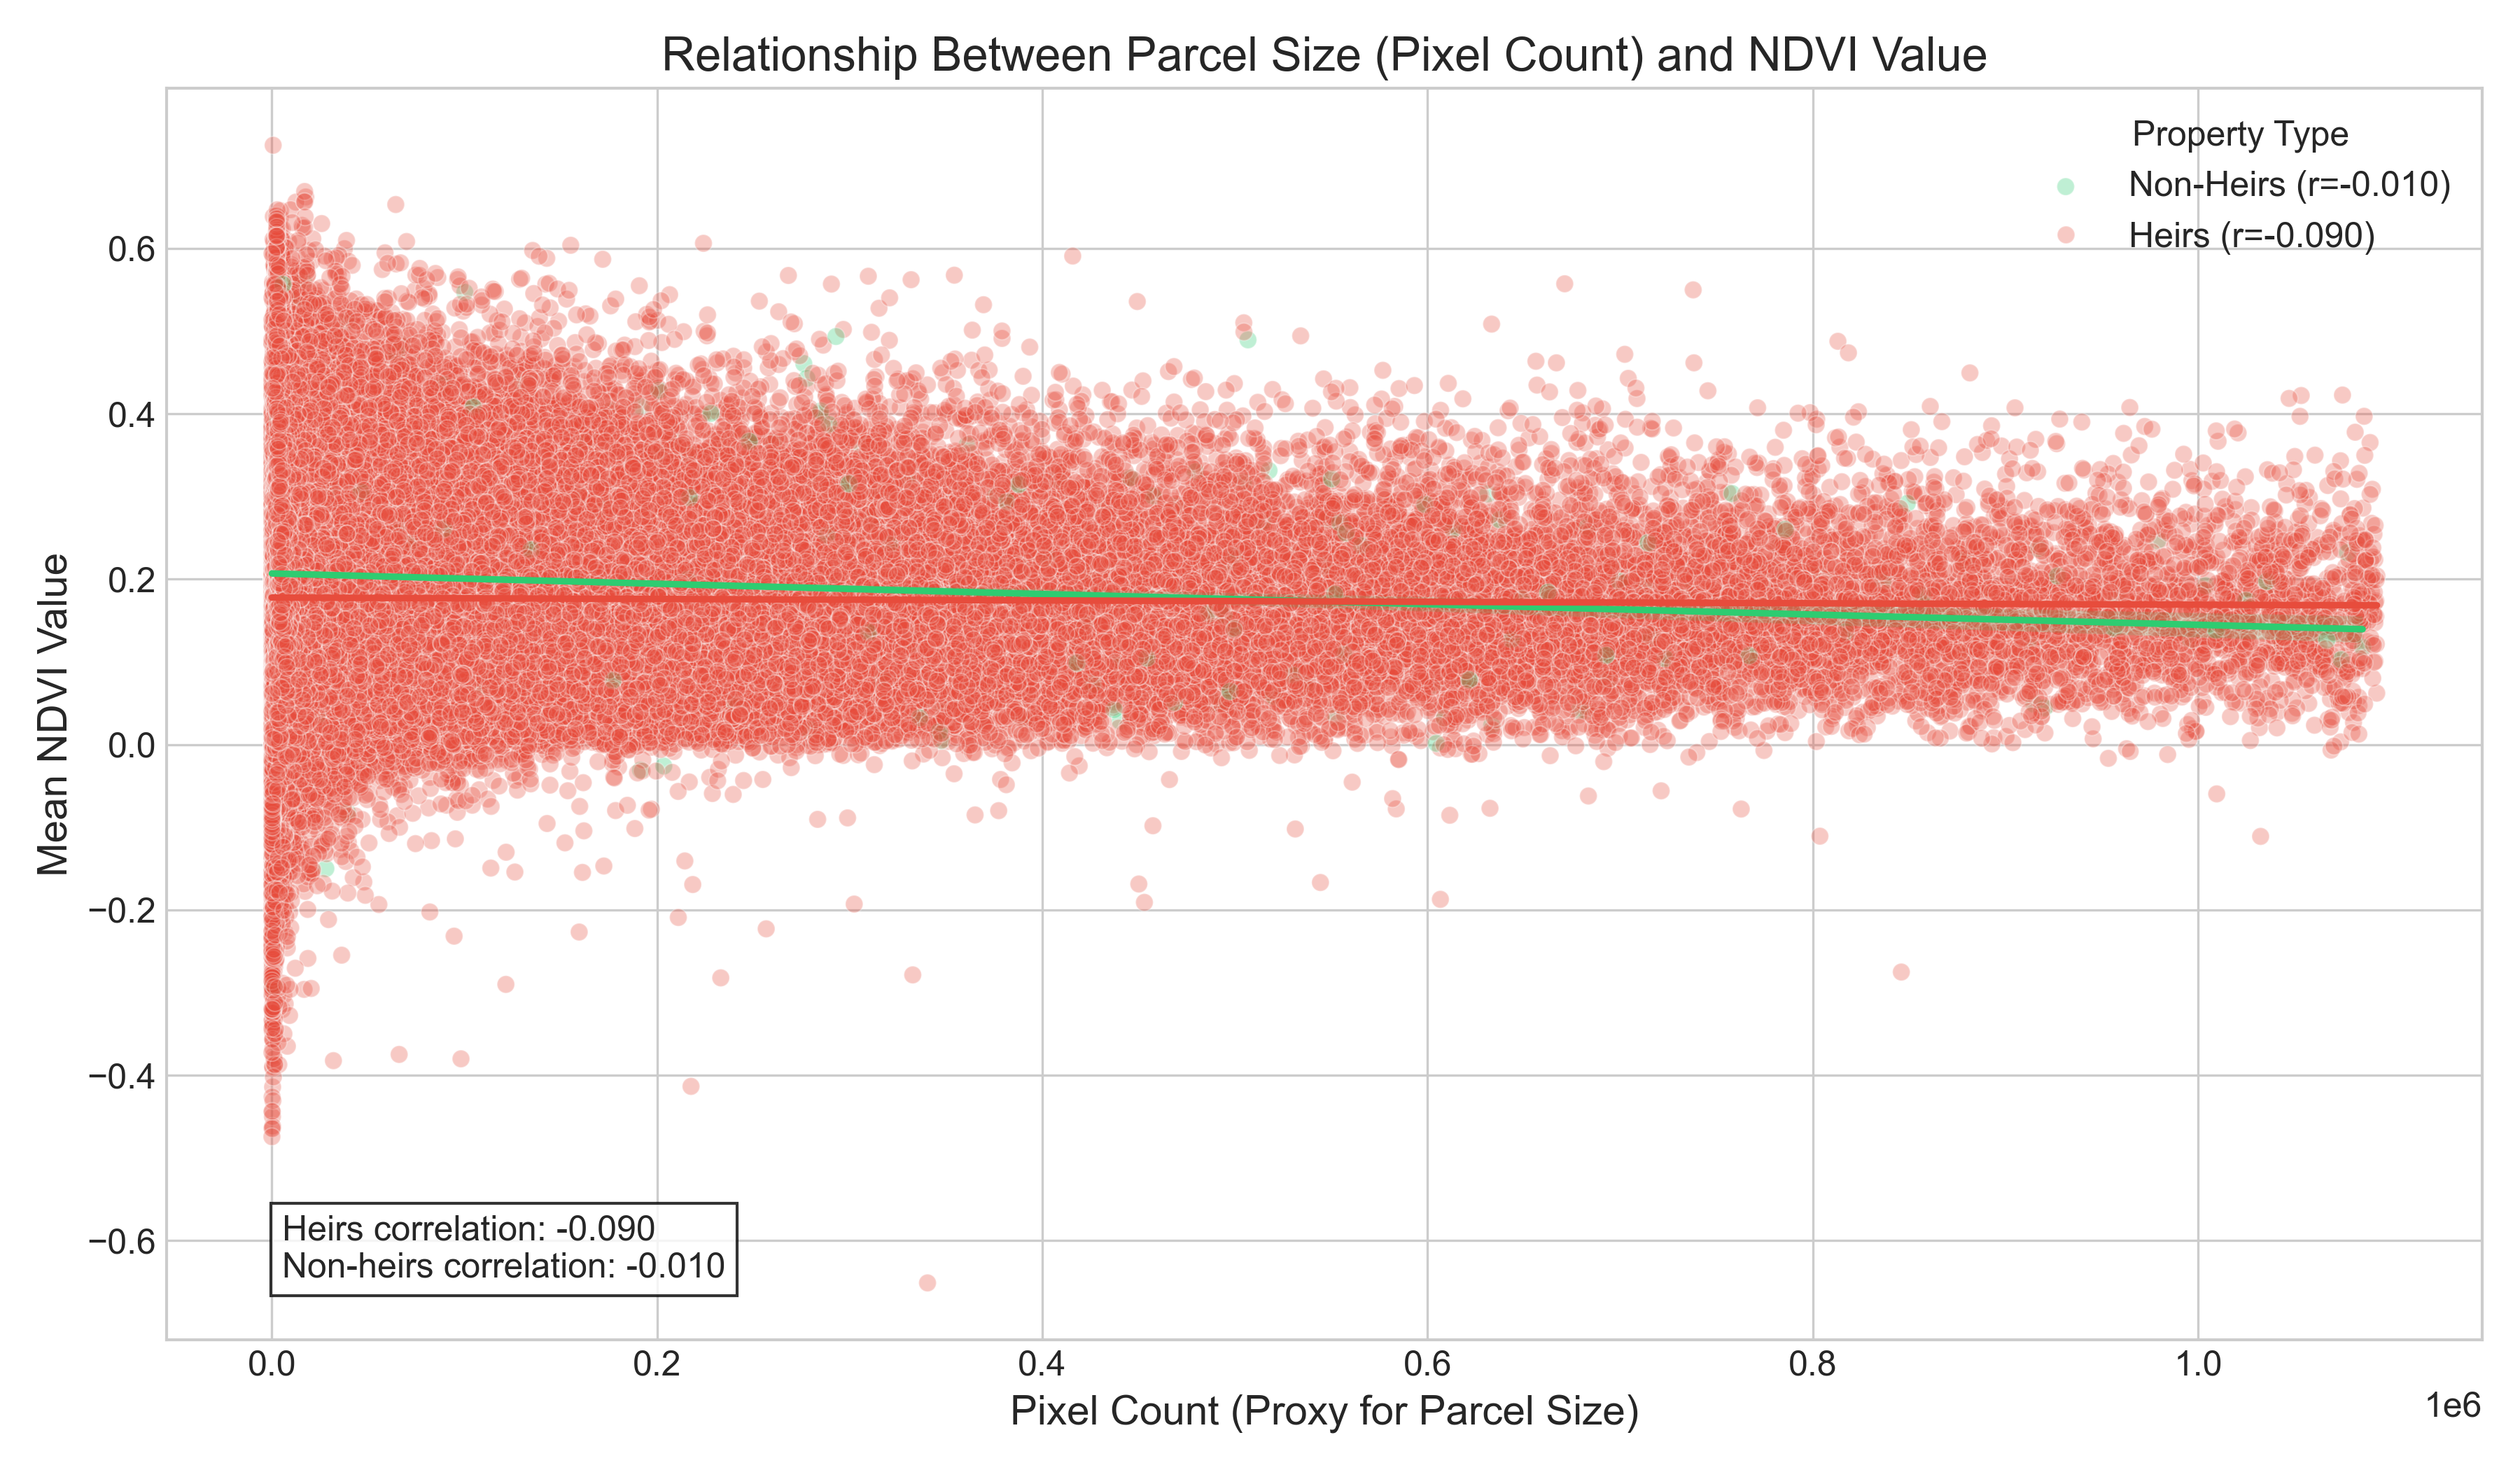 Relationship Between Parcel Size (Pixel Count) and NDVI Value
Property Type
Non-Heirs (r=-0.010)
Heirs (r=-0.090)
Mean NDVI Value
0.6
0.4
0.2
0.0
−0.2
−0.4
−0.6
Heirs correlation: -0.090
Non-heirs correlation: -0.010
0.0 0.2 0.4 0.6 0.8 1.0
1e6
Pixel Count (Proxy for Parcel Size)